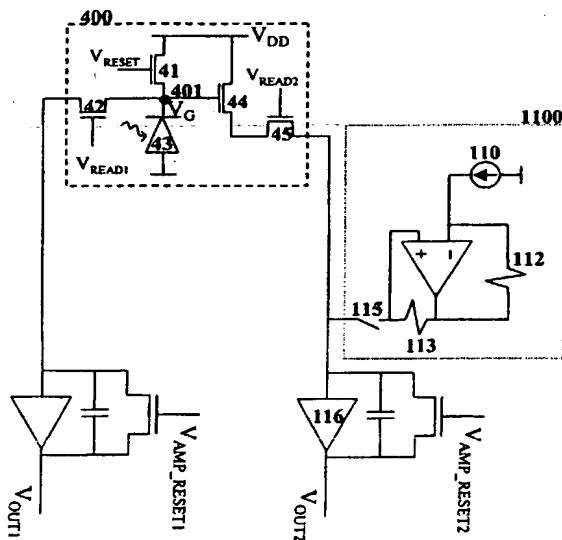 400
V_DD
V_RESET
41
V_READ2
401
42
44
V_G
43
45
V_READ1
1100
110
+
-
112
115
113
116
V_AMP_RESET1
V_AMP_RESET2
V_OUT1
V_OUT2